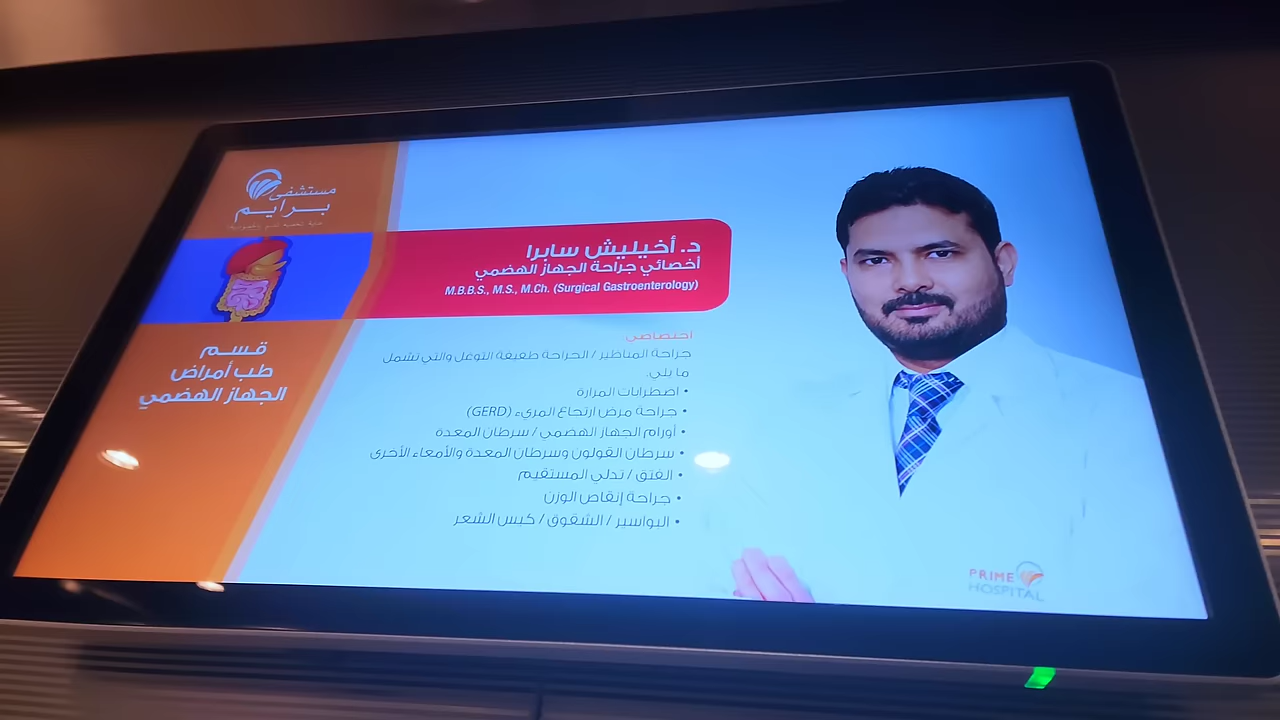 مستشفى
برايم
د. أخيليش سابرا
أخصائي جراحة الجهاز الهضمي
M.B.B.S., M.S., M.Ch. (Surgical Gastroenterology)
قسم
طب أمراض
الجهاز الهضمي
اختصاصي
جراحة المناظير / الجراحة طفيفة التوغل والتي تشمل
ما يلي:
• اضطرابات المرارة
• جراحة مرض ارتجاع المريء (GERD)
• أورام الجهاز الهضمي / سرطان المعدة
• سرطان القولون وسرطان المعدة والأمعاء الأخرى
• الفتق / تدلي المستقيم
• جراحة إنقاص الوزن
• البواسير / الشقوق / كيس الشعر
PRIME
HOSPITAL